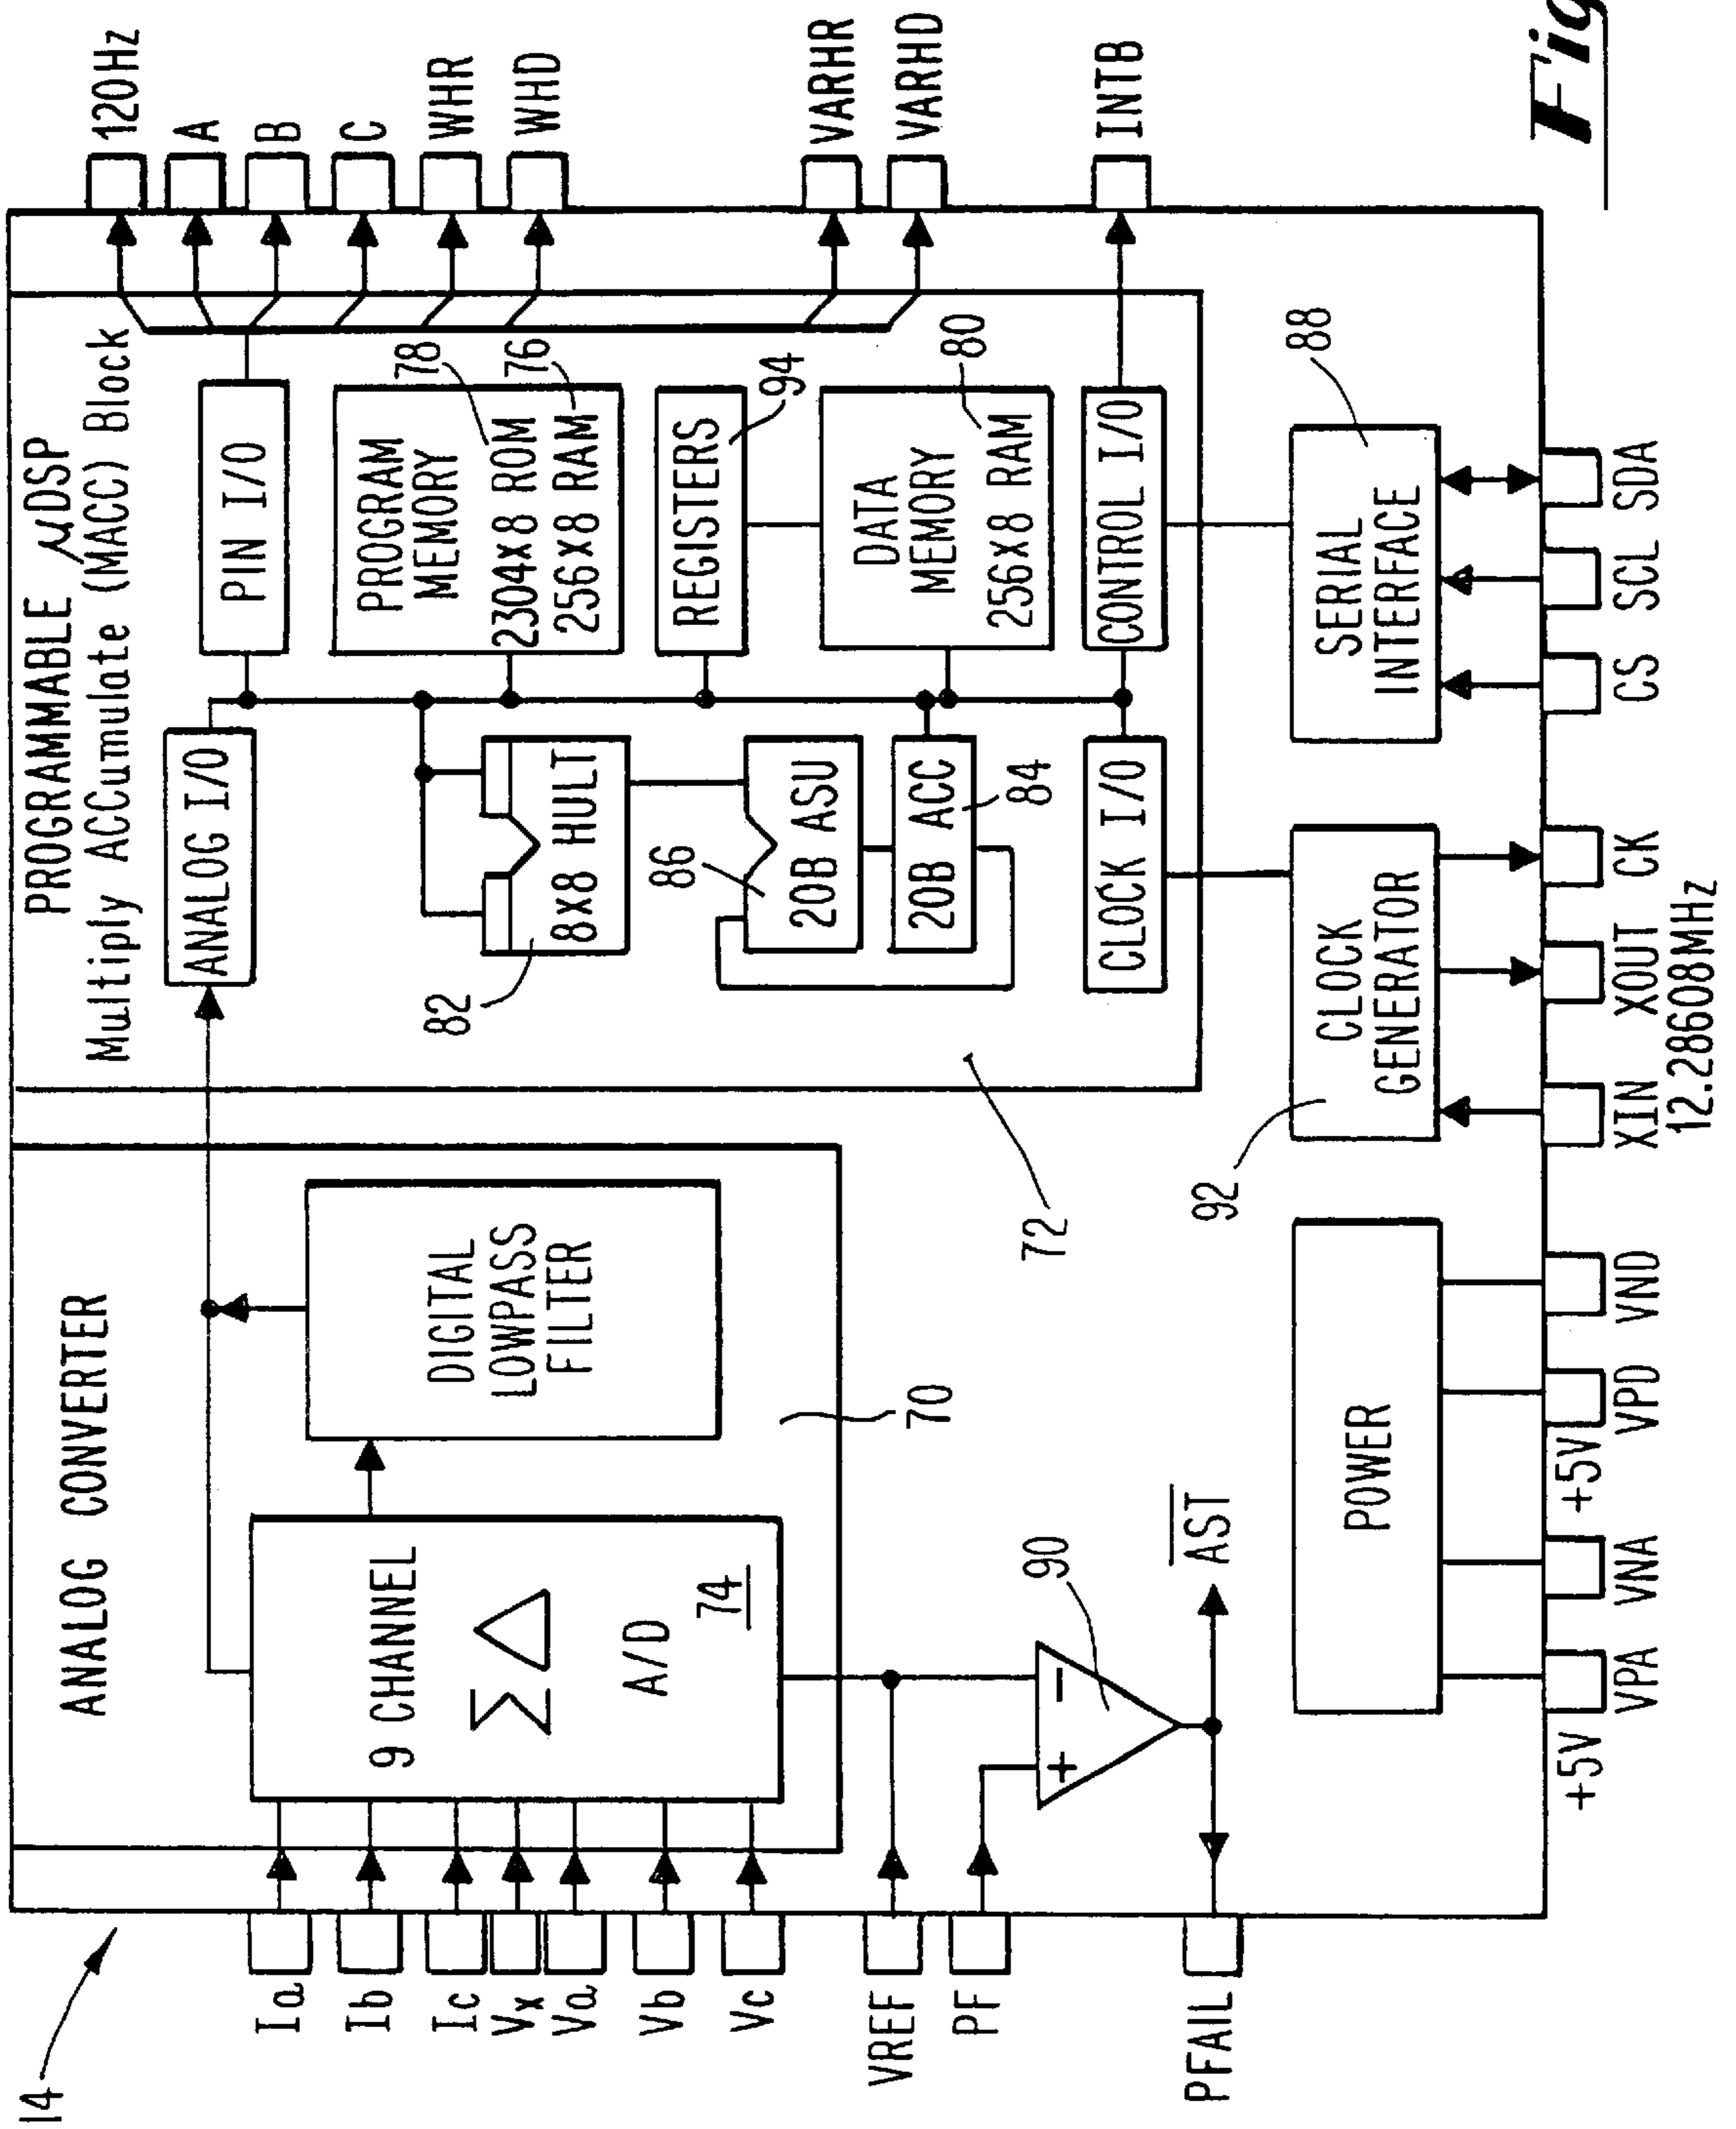 14
ANALOG CONVERTER
PROGRAMMABLE μDSP
Multiply ACCumulate (MACC) Block
Ia
Ib
Ic
Vx
Va
Vb
Vc
VREF
PF
PFAIL
9 CHANNEL
ΣΔ
A/D
74
DIGITAL
LOWPASS
FILTER
70
72
+
−
90
AST
ANALOG I/O
PIN I/O
82
8x8 HULT
86
20B ASU
20B ACC
84
CLOCK I/O
PROGRAM
MEMORY
78
2304x8 ROM
76
256x8 RAM
REGISTERS
94
DATA
MEMORY
80
256x8 RAM
CONTROL I/O
120Hz
A
B
C
WHR
WHD
VARHR
VARHD
INTB
POWER
92
CLOCK
GENERATOR
88
SERIAL
INTERFACE
+5V
VPA
VNA
+5V
VPD
VND
XIN
XOUT
CK
12.28608MHz
CS
SCL
SDA
Fig